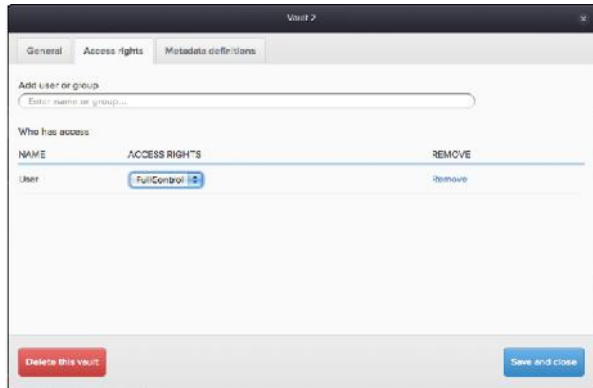 Vault 2
General Access rights Metadata definitions
Add user or group
Enter name or group...
Who has access
NAME ACCESS RIGHTS REMOVE
User FullControl Remove
Delete this vault Save and close